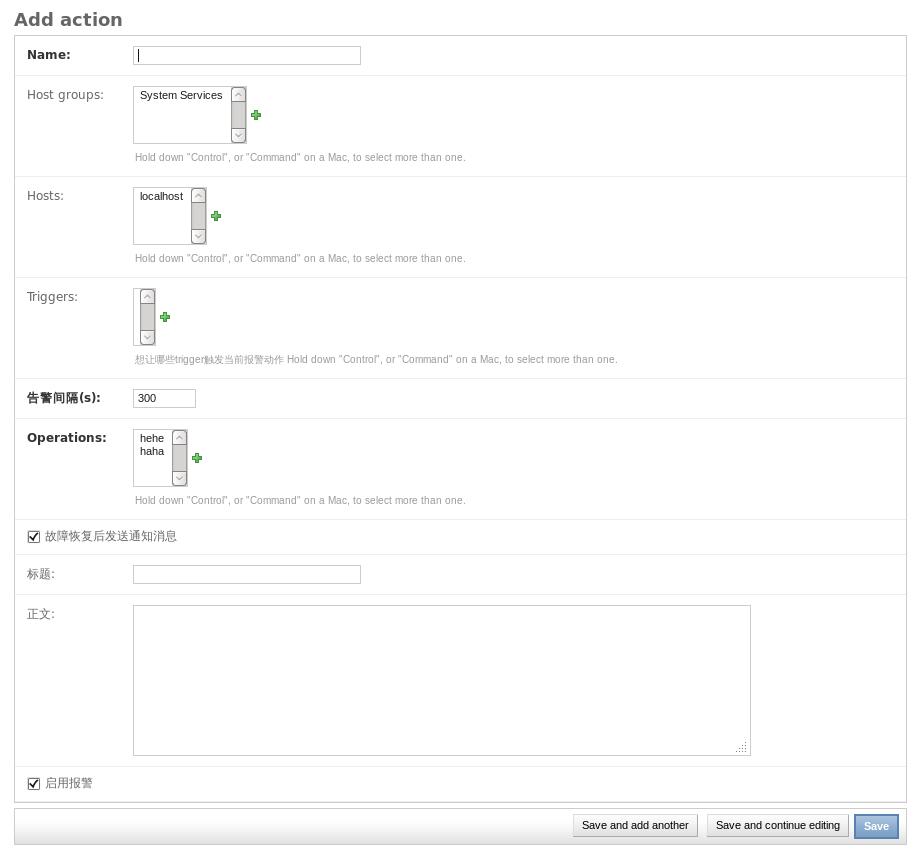 Add action
Name:
Host groups:
System Services
Hold down "Control", or "Command" on a Mac, to select more than one.
Hosts:
localhost
Hold down "Control", or "Command" on a Mac, to select more than one.
Triggers:
想让哪些trigger触发当前报警动作 Hold down "Control", or "Command" on a Mac, to select more than one.
告警间隔(s):
300
Operations:
hehe
haha
Hold down "Control", or "Command" on a Mac, to select more than one.
故障恢复后发送通知消息
标题:
正文:
启用报警
Save and add another
Save and continue editing
Save